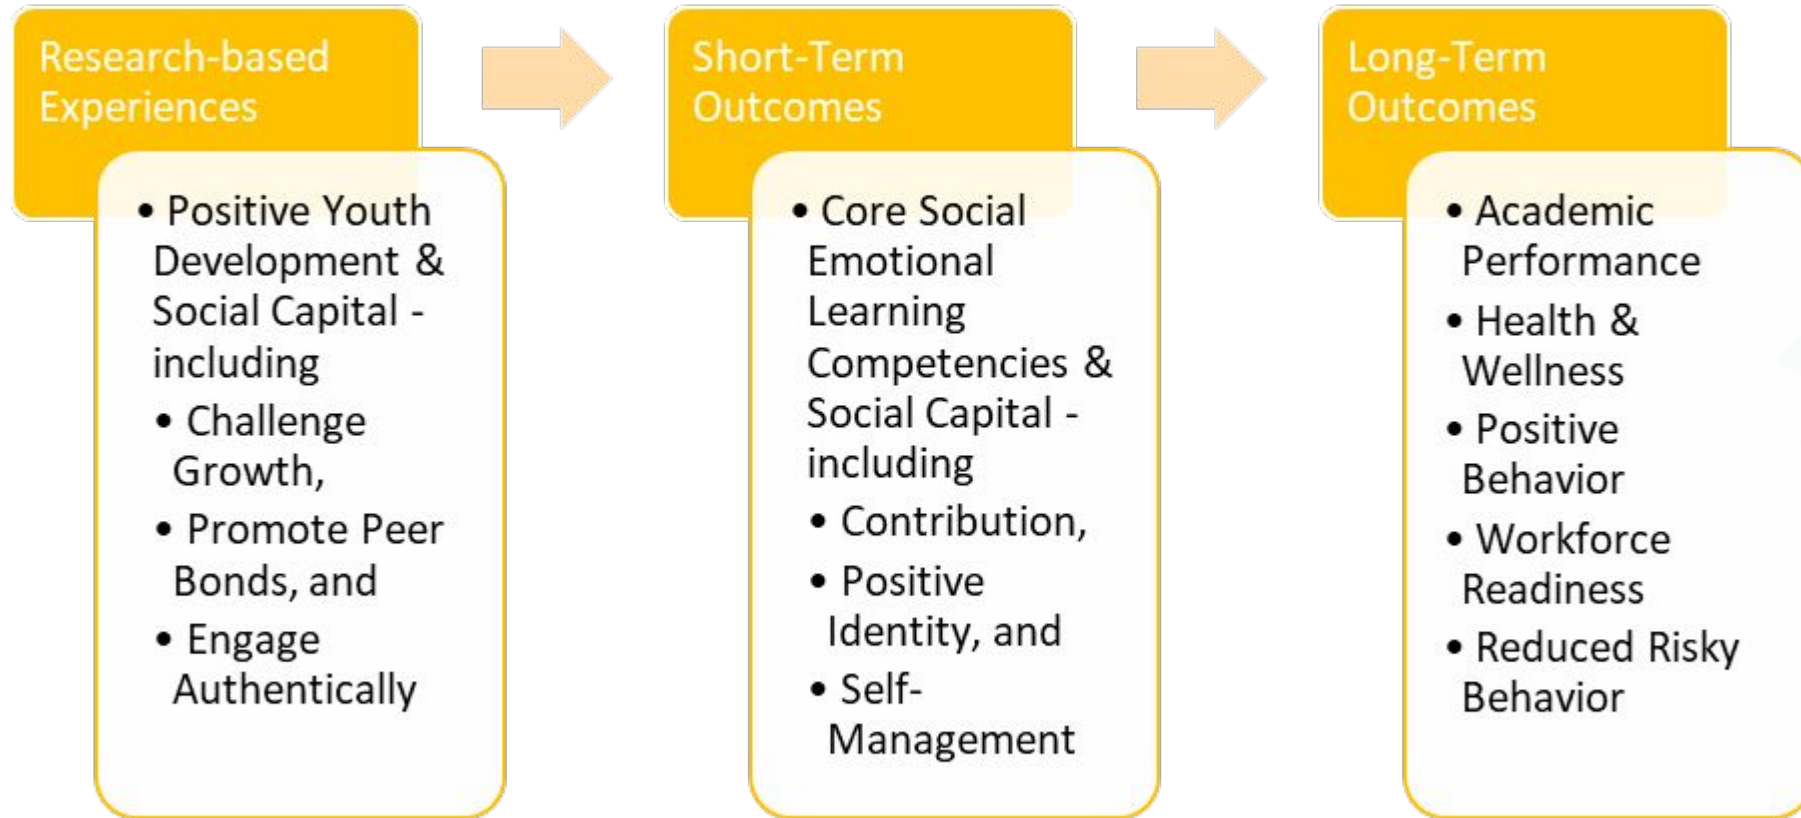 Research-based
Experiences
• Positive Youth
Development &
Social Capital -
including
• Challenge
Growth,
• Promote Peer
Bonds, and
• Engage
Authentically
Short-Term
Outcomes
• Core Social
Emotional
Learning
Competencies &
Social Capital -
including
• Contribution,
• Positive
Identity, and
• Self-
Management
Long-Term
Outcomes
• Academic
Performance
• Health &
Wellness
• Positive
Behavior
• Workforce
Readiness
• Reduced Risky
Behavior